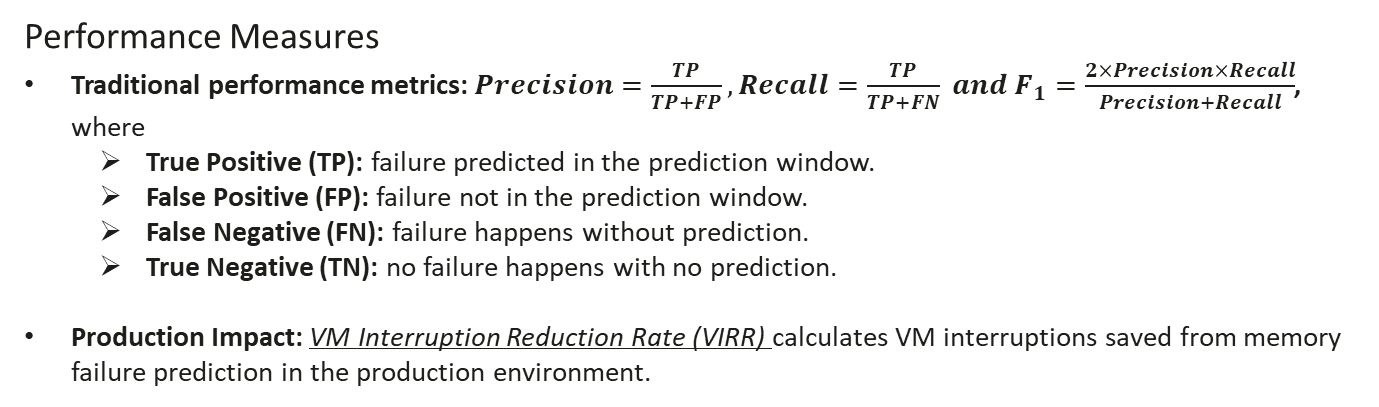 Performance Measures
• Traditional performance metrics: Precision = TP/TP+FP, Recall = TP/TP+FN and F₁ = 2×Precision×Recall/Precision+Recall,
where
➢ True Positive (TP): failure predicted in the prediction window.
➢ False Positive (FP): failure not in the prediction window.
➢ False Negative (FN): failure happens without prediction.
➢ True Negative (TN): no failure happens with no prediction.
• Production Impact: VM Interruption Reduction Rate (VIRR) calculates VM interruptions saved from memory
failure prediction in the production environment.